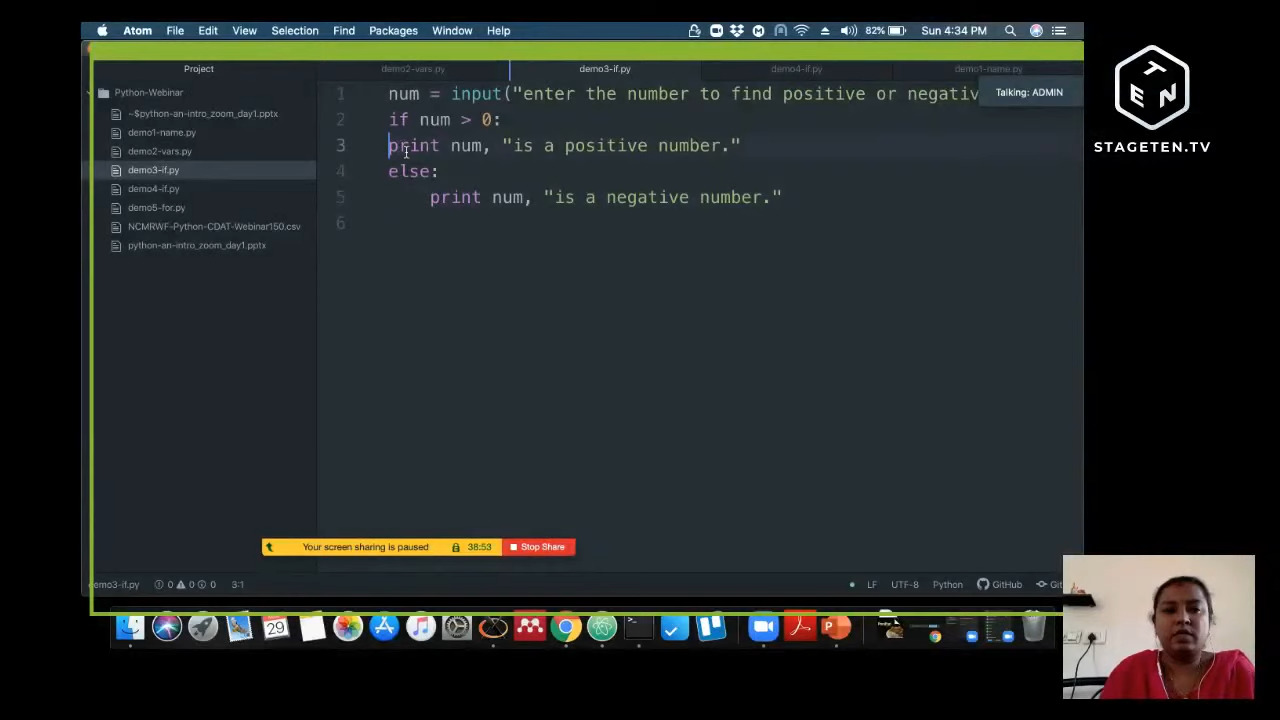 Atom File Edit View Selection Find Packages Window Help 82% Sun 4:34 PM
Project demo2-vars.py demo3-if.py demo4-if.py demo1-name.py
Talking: ADMIN
Python-Webinar
~$python-an-intro_zoom_day1.pptx
demo1-name.py
demo2-vars.py
demo3-if.py
demo4-if.py
demo5-for.py
NCMRWF-Python-CDAT-Webinar150.csv
python-an-intro_zoom_day1.pptx
1 num = input("enter the number to find positive or negativ
2 if num > 0:
3 print num, "is a positive number."
4 else:
5 print num, "is a negative number."
6
TEN
STAGETEN.TV
Your screen sharing is paused 38:53 Stop Share
demo3-if.py 0 0 0 3:1 LF UTF-8 Python GitHub Git
29